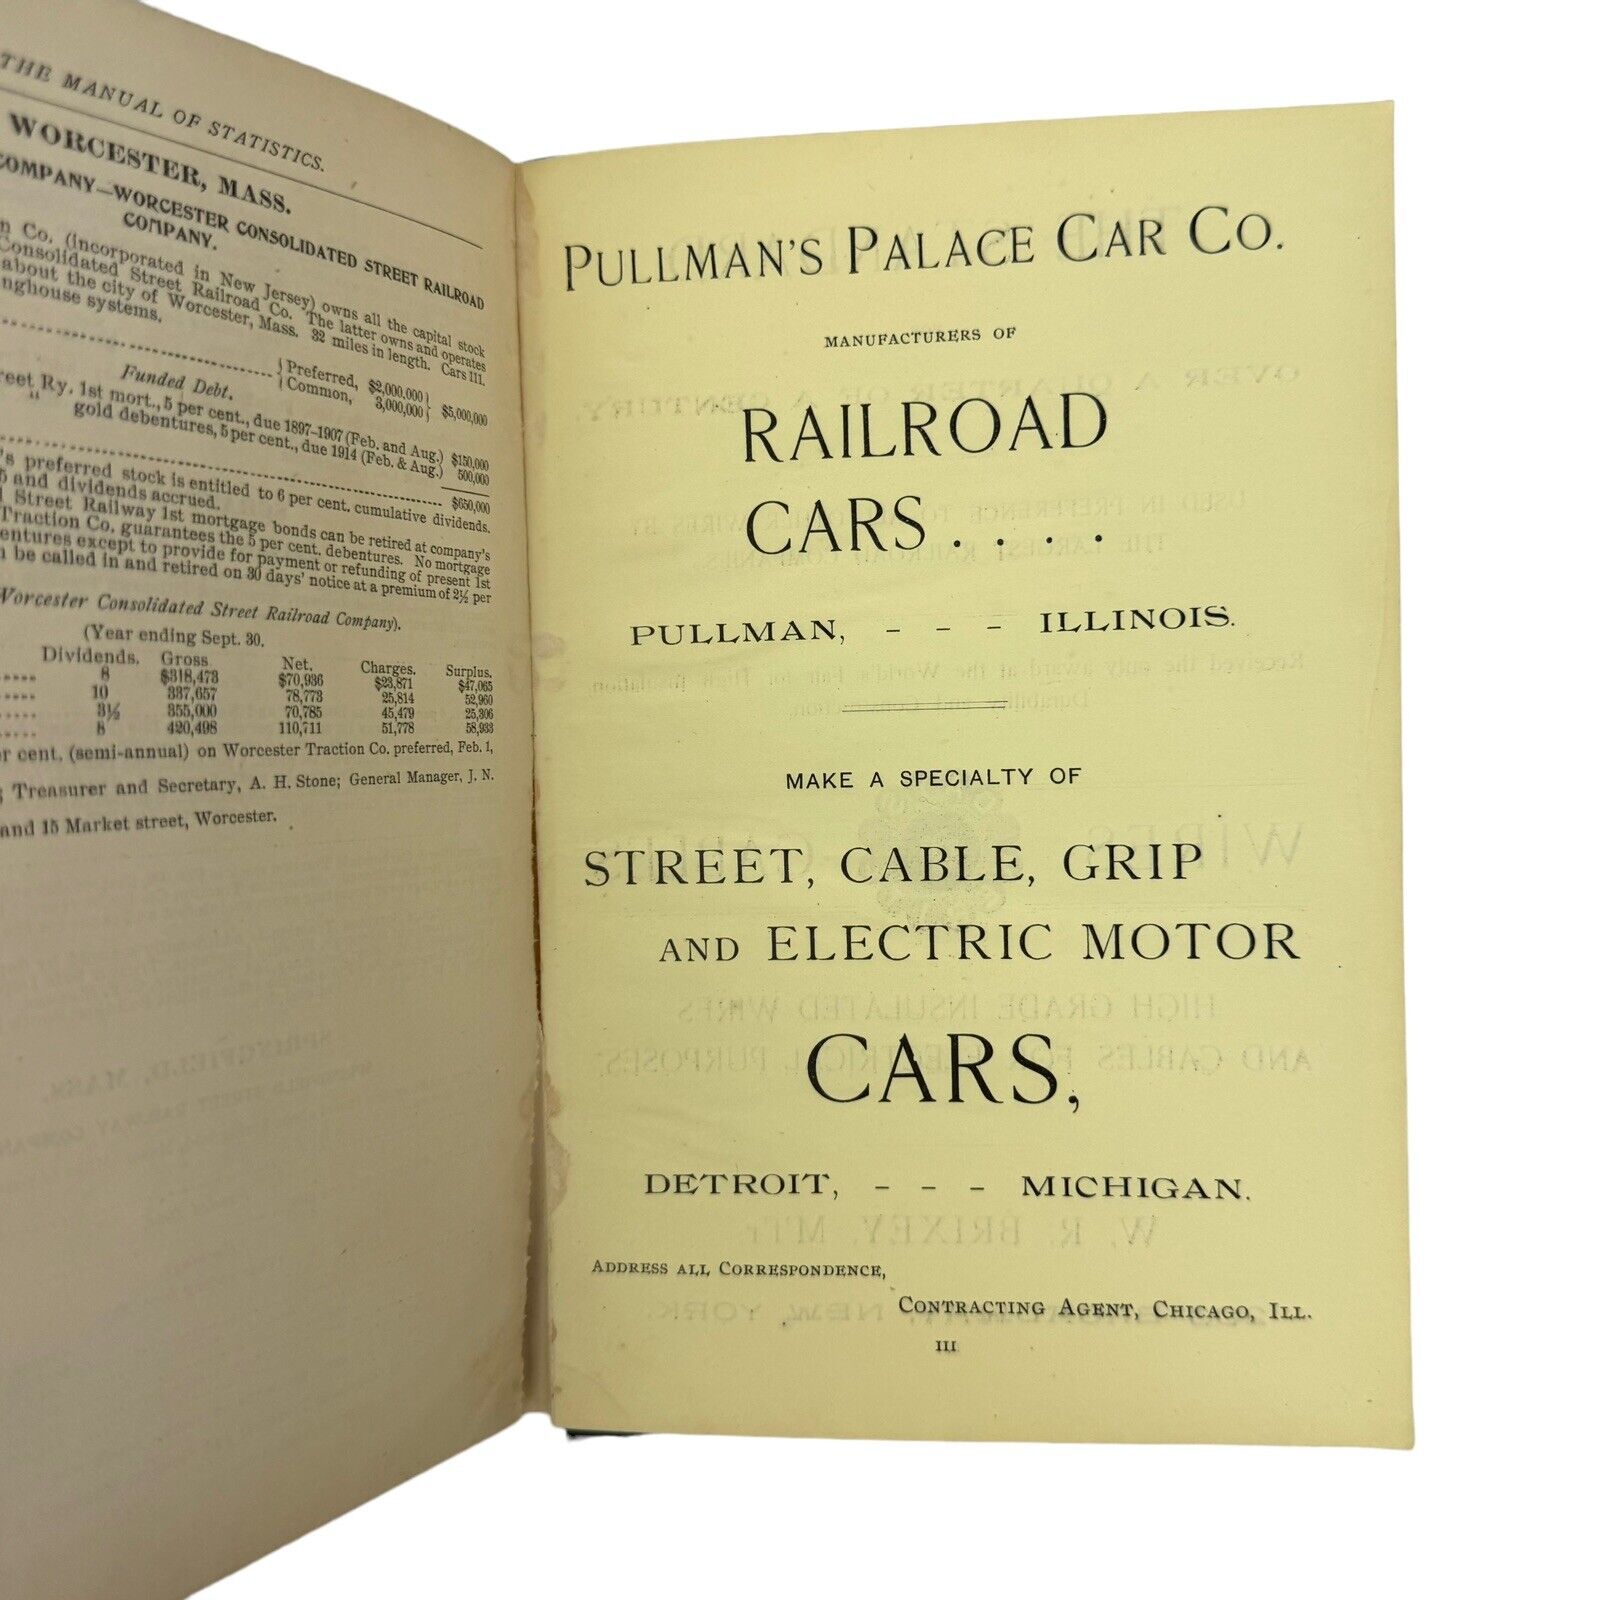 THE MANUAL OF STATISTICS.
WORCESTER, MASS.
COMPANY—WORCESTER CONSOLIDATED STREET RAILROAD
COMPANY.
Co. (incorporated in New Jersey) owns all the capital stock
Consolidated Street Railroad Co. The latter owns and operates
about the city of Worcester, Mass. 32 miles in length. Cars 111.
systems.
Preferred, $2,000,000
Common, 3,000,000 $5,000,000
Funded Debt.
Ry. 1st mort., 5 per cent., due 1897-1907 (Feb. and Aug.) $150,000
" gold debentures, 5 per cent., due 1914 (Feb. & Aug.) 500,000
$650,000
preferred stock is entitled to 6 per cent. cumulative dividends.
and dividends accrued.
Street Railway 1st mortgage bonds can be retired at company's
Traction Co. guarantees the 5 per cent. debentures. No mortgage
except to provide for payment or refunding of present 1st
be called in and retired on 30 days' notice at a premium of 2½ per
Worcester Consolidated Street Railroad Company).
(Year ending Sept. 30.
Dividends. Gross Net. Charges. Surplus.
8 $318,473 $70,936 $23,871 $47,065
10 337,657 78,773 25,814 52,960
3½ 355,000 70,785 45,479 25,306
8 420,498 110,711 51,778 58,933
cent. (semi-annual) on Worcester Traction Co. preferred, Feb. 1,
Treasurer and Secretary, A. H. Stone; General Manager, J. N.
and 15 Market street, Worcester.
PULLMAN'S PALACE CAR CO.
MANUFACTURERS OF
RAILROAD
CARS . . . .
PULLMAN, - - - ILLINOIS.
MAKE A SPECIALTY OF
STREET, CABLE, GRIP
AND ELECTRIC MOTOR
CARS,
DETROIT, - - - MICHIGAN.
ADDRESS ALL CORRESPONDENCE,
CONTRACTING AGENT, CHICAGO, ILL.
III